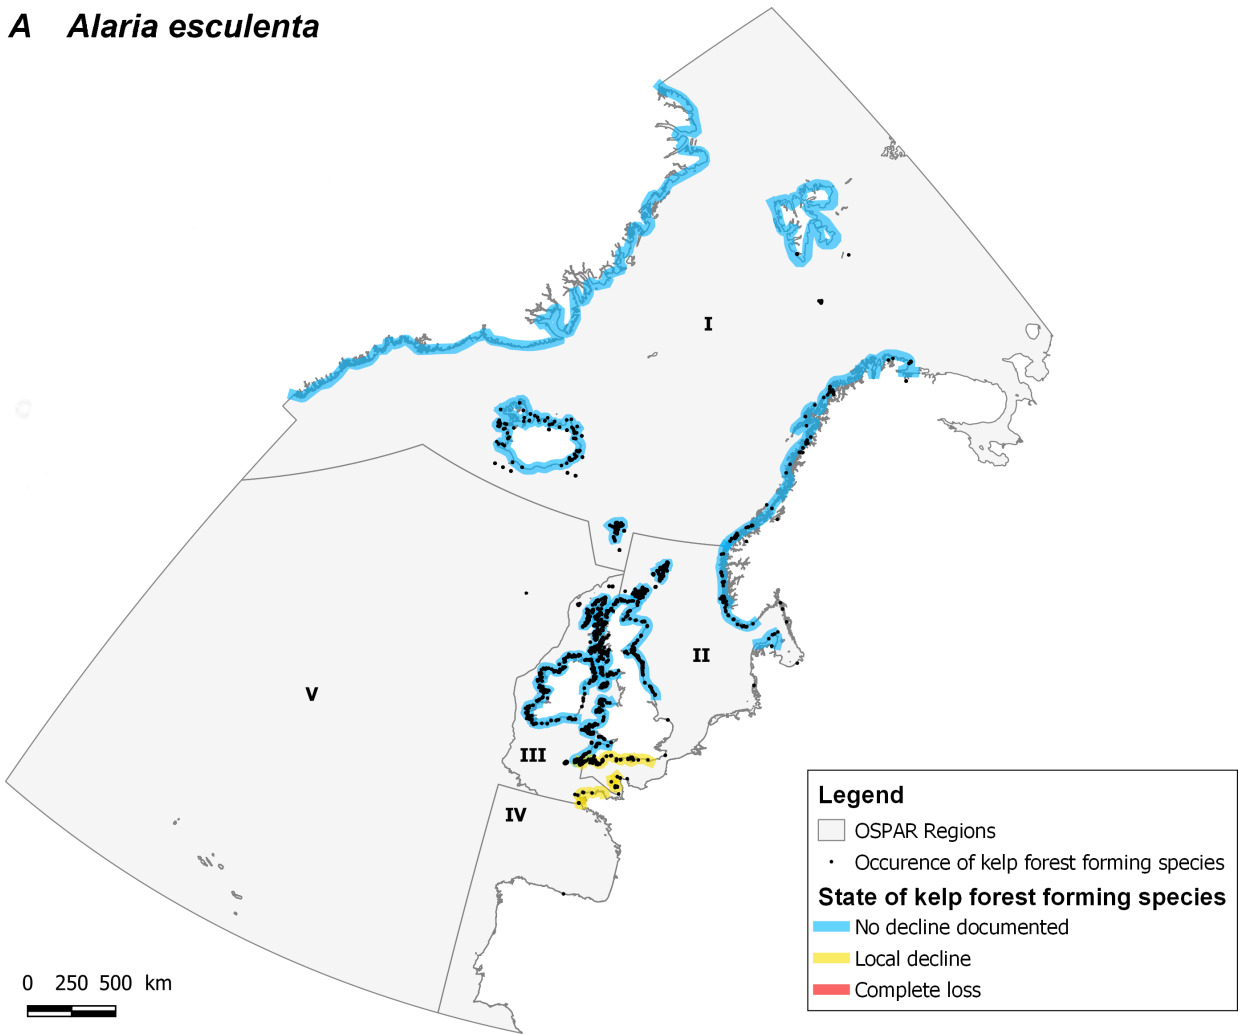 A Alaria esculenta
I
II
V
III
IV
Legend
OSPAR Regions
Occurence of kelp forest forming species
State of kelp forest forming species
No decline documented
Local decline
Complete loss
0 250 500 km